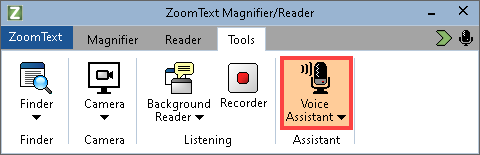 Z ZoomText Magnifier/Reader
ZoomText Magnifier Reader Tools
Finder Camera Background Reader Recorder Voice Assistant
Finder Camera Listening Assistant